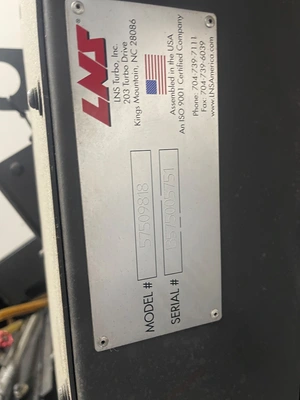 LNS
LNS Turbo, Inc.
203 Turbo Drive
Kings Mountain, NC 28086
Assembled in the USA
An ISO 9001 Certified Company
Phone: 704-739-7111
Fax: 704-739-6039
www.LNSAmerica.com
MODEL #
SERIAL #